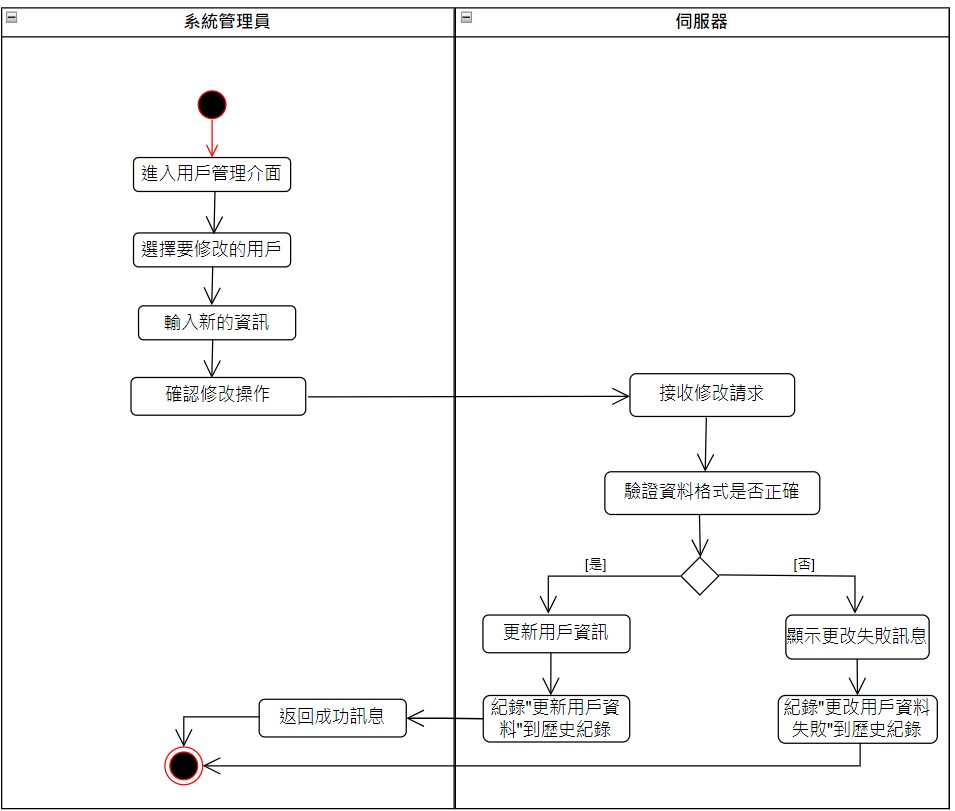 系統管理員
伺服器
進入用戶管理介面
選擇要修改的用戶
輸入新的資訊
確認修改操作
接收修改請求
驗證資料格式是否正確
[是]
[否]
更新用戶資訊
顯示更改失敗訊息
返回成功訊息
紀錄"更新用戶資
料"到歷史紀錄
紀錄"更改用戶資料
失敗"到歷史紀錄